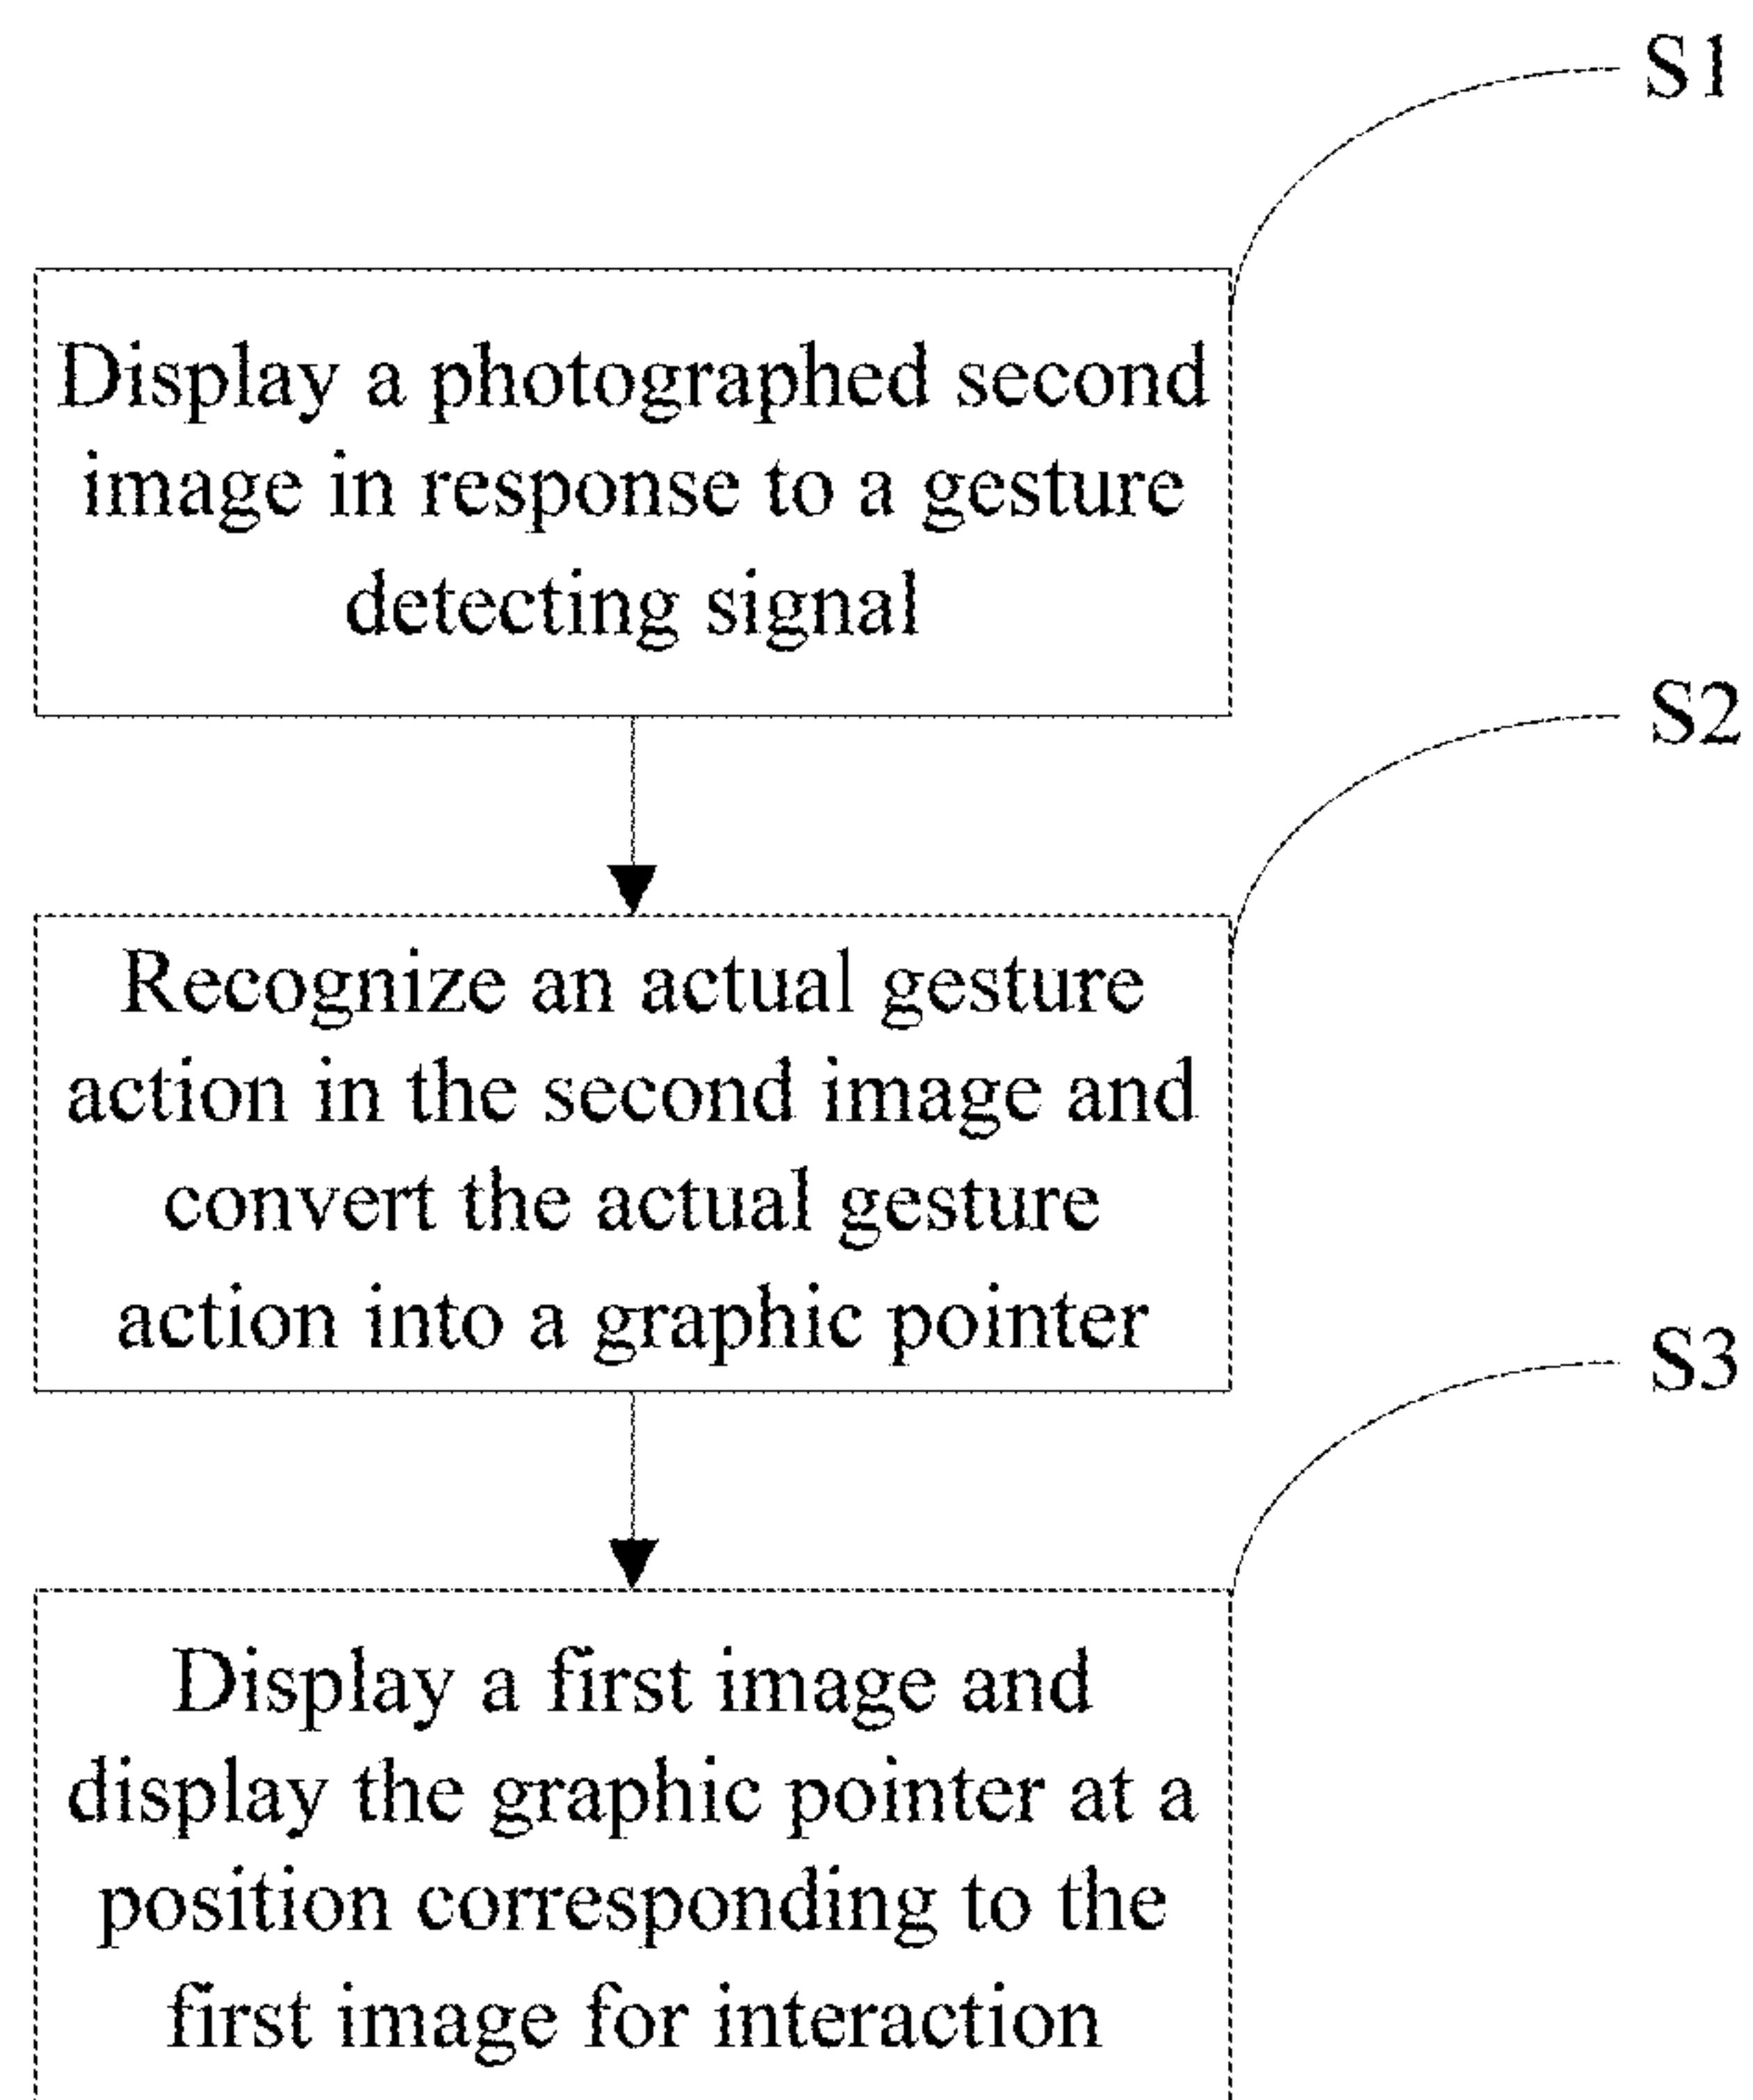 S1
Display a photographed second
image in response to a gesture
detecting signal
S2
Recognize an actual gesture
action in the second image and
convert the actual gesture
action into a graphic pointer
S3
Display a first image and
display the graphic pointer at a
position corresponding to the
first image for interaction